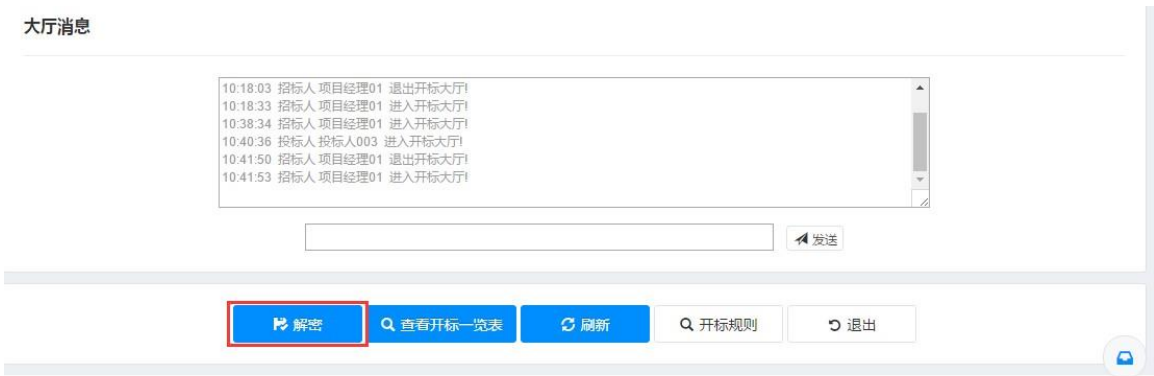 大厅消息
10:18:03 招标人 项目经理01 退出开标大厅!
10:18:33 招标人 项目经理01 进入开标大厅!
10:38:34 招标人 项目经理01 进入开标大厅!
10:40:36 投标人 投标人003 进入开标大厅!
10:41:50 招标人 项目经理01 退出开标大厅!
10:41:53 招标人 项目经理01 进入开标大厅!
发送
解密 查看开标一览表 刷新 开标规则 退出